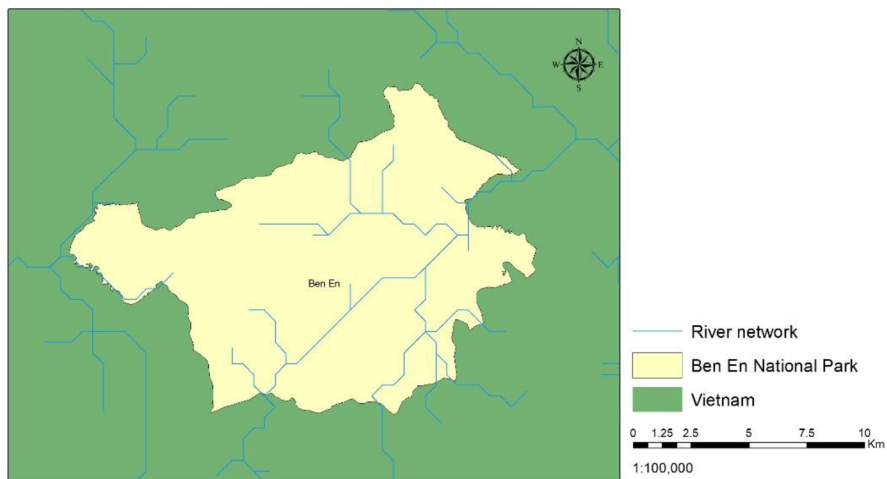 N
W E
S
Ben En
River network
Ben En National Park
Vietnam
0 1.25 2.5 5 7.5 10
Km
1:100,000